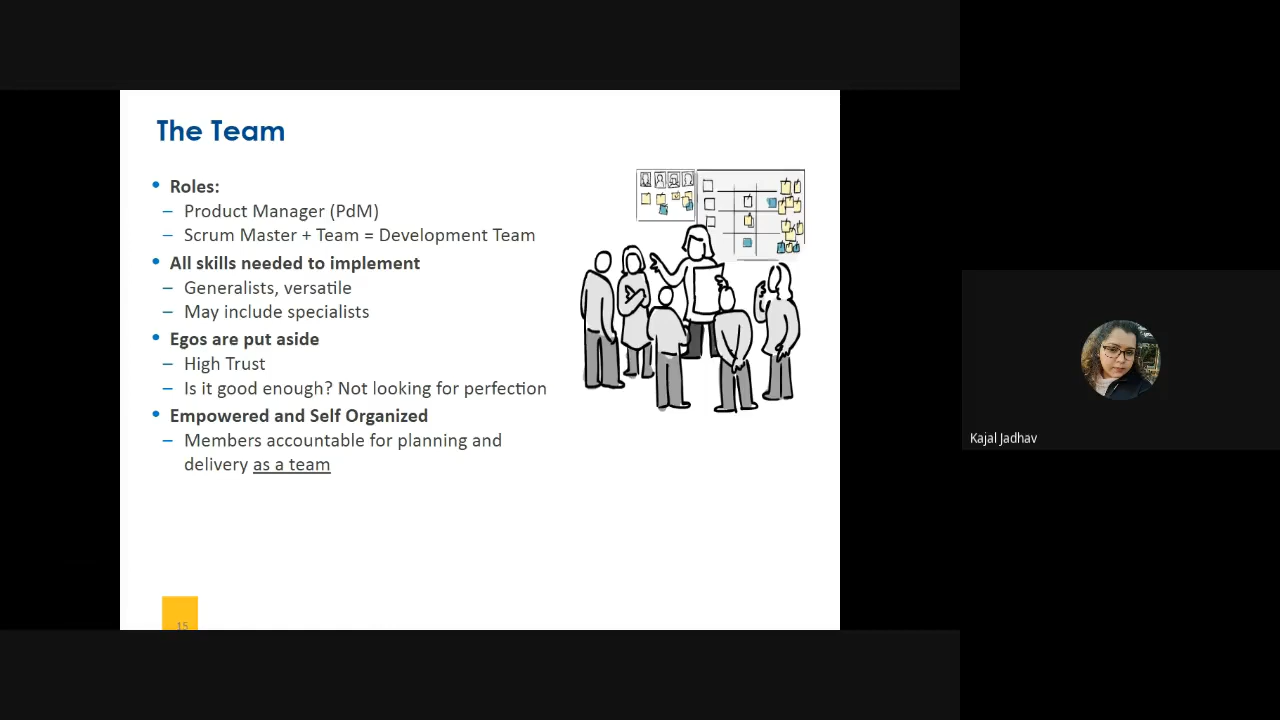 The Team
• Roles:
– Product Manager (PdM)
– Scrum Master + Team = Development Team
• All skills needed to implement
– Generalists, versatile
– May include specialists
• Egos are put aside
– High Trust
– Is it good enough? Not looking for perfection
• Empowered and Self Organized
– Members accountable for planning and
delivery as a team
15
Kajal Jadhav